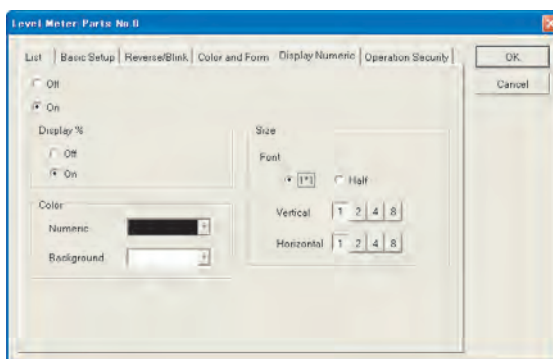 Level Meter Parts No.0
List Basic Setup Reverse/Blink Color and Form Display Numeric Operation Security
OK
Cancel
Off
On
Display %
Off
On
Size
Font
1*1 Half
Vertical 1 2 4 8
Horizontal 1 2 4 8
Color
Numeric
Background